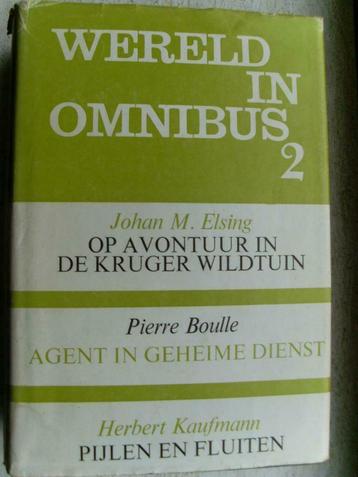 WERELD
IN
OMNIBUS
2
Johan M. Elsing
OP AVONTUUR IN
DE KRUGER WILDTUIN
Pierre Boulle
AGENT IN GEHEIME DIENST
Herbert Kaufmann
PIJLEN EN FLUITEN